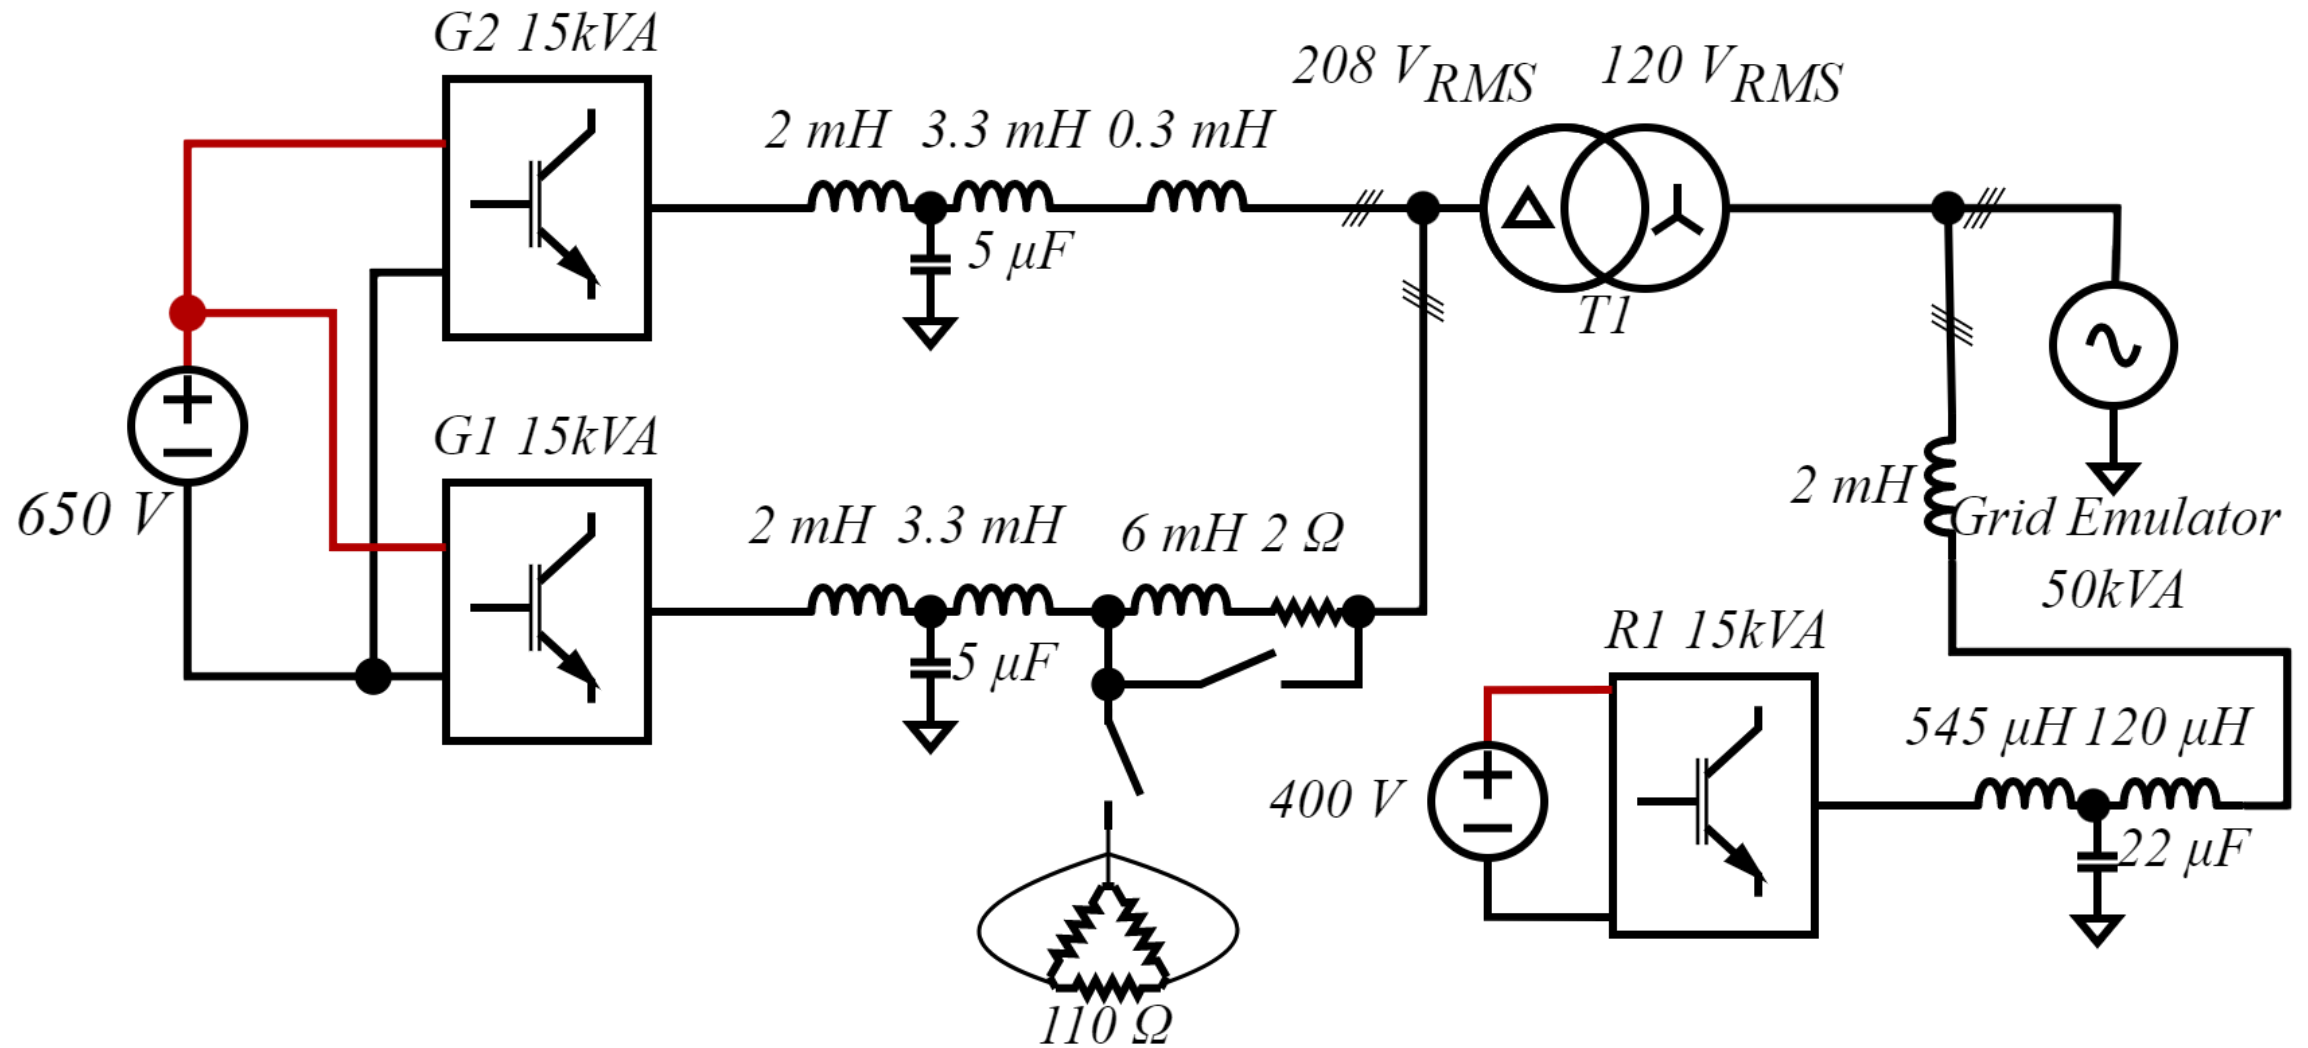 G2 15kVA
208 VRMS
120 VRMS
2 mH
3.3 mH
0.3 mH
5 μF
T1
G1 15kVA
650 V
2 mH
3.3 mH
6 mH
2 Ω
5 μF
2 mH
Grid Emulator
50kVA
R1 15kVA
400 V
545 μH
120 μH
22 μF
110 Ω